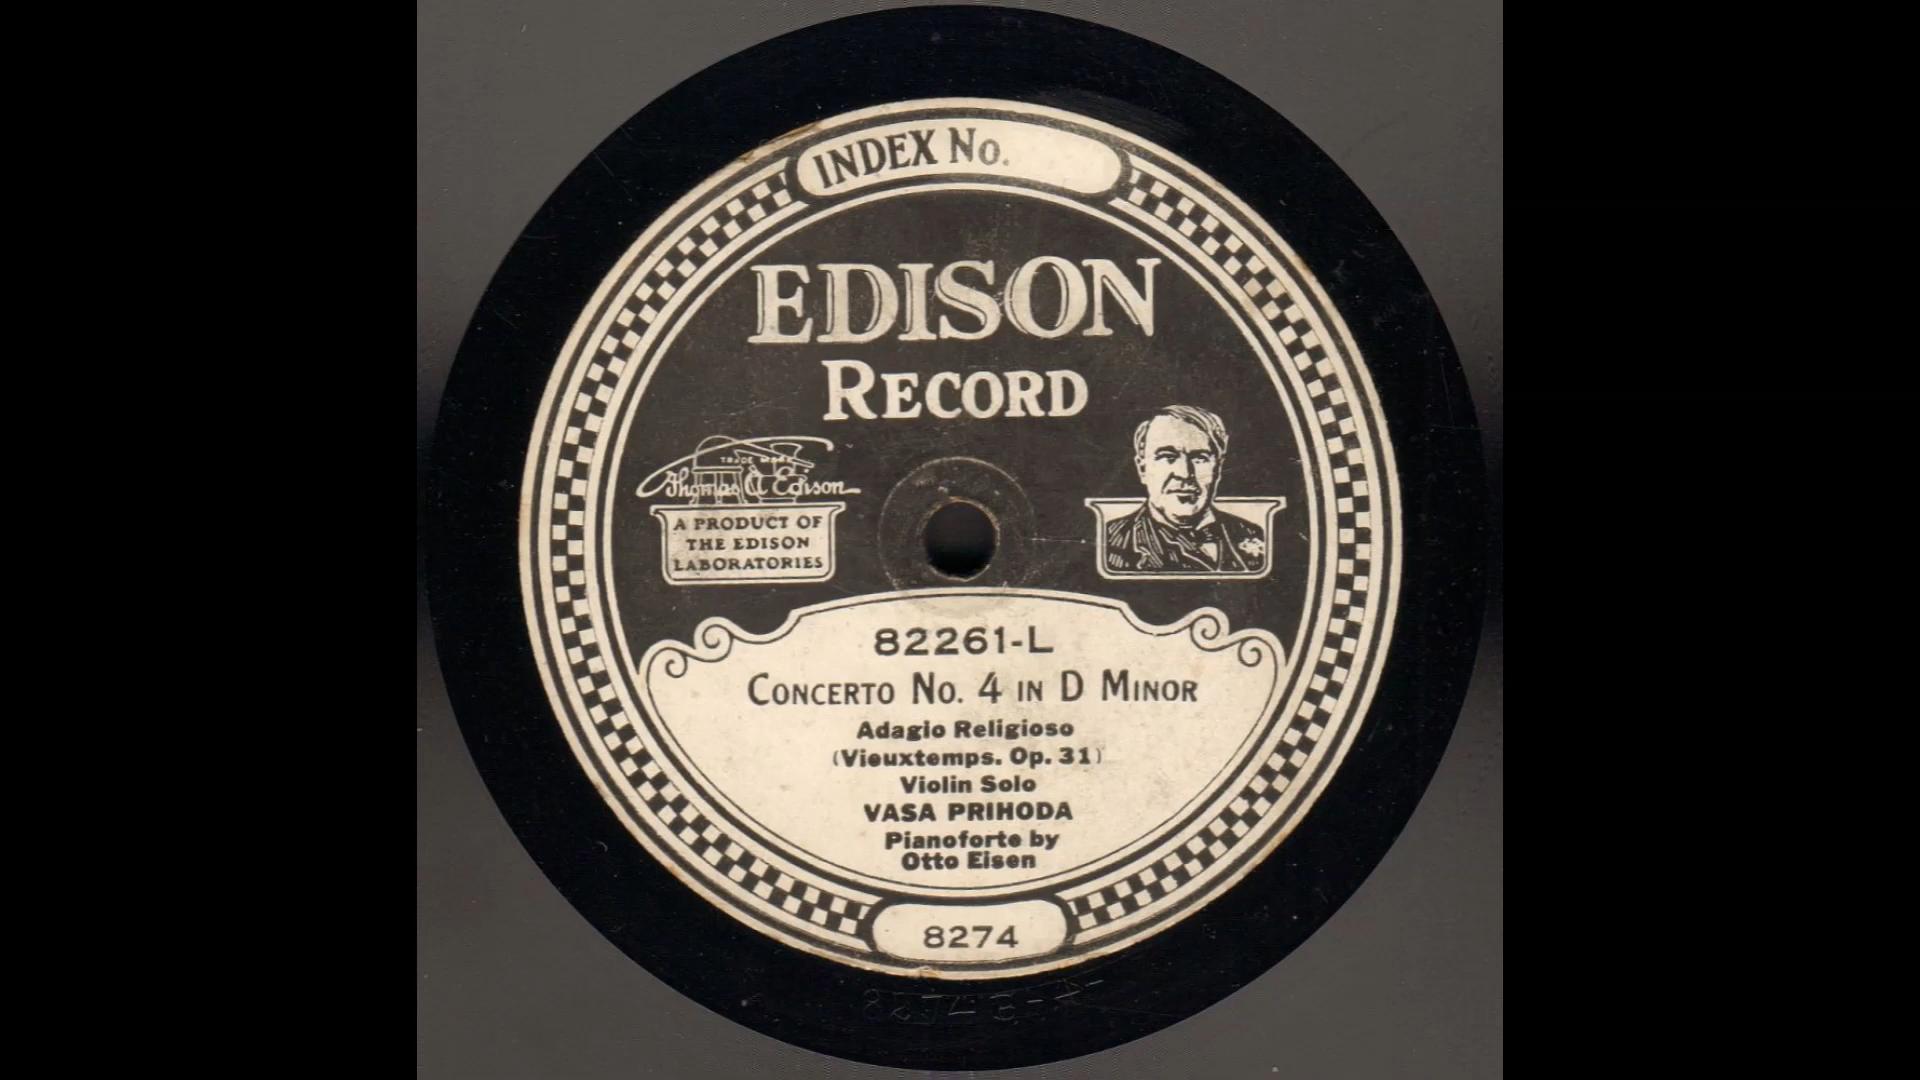 INDEX No.
EDISON
RECORD
TRADE MARK
Thomas A Edison
A PRODUCT OF
THE EDISON
LABORATORIES
82261-L
CONCERTO No. 4 IN D MINOR
Adagio Religioso
(Vieuxtemps. Op. 31)
Violin Solo
VASA PRIHODA
Pianoforte by
Otto Eisen
8274